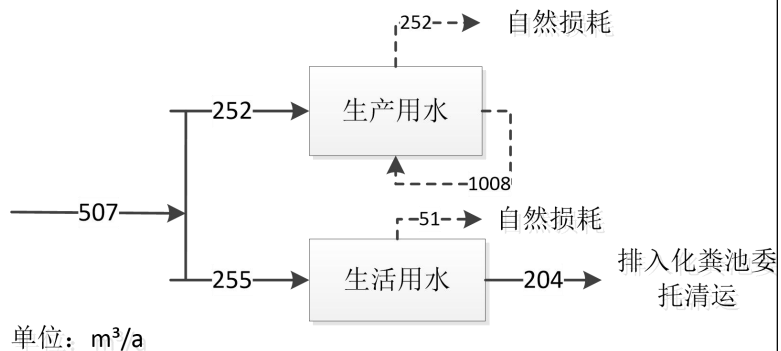 252
自然损耗
252
生产用水
1008
507
51
自然损耗
255
生活用水
204
排入化粪池委
托清运
单位：m³/a